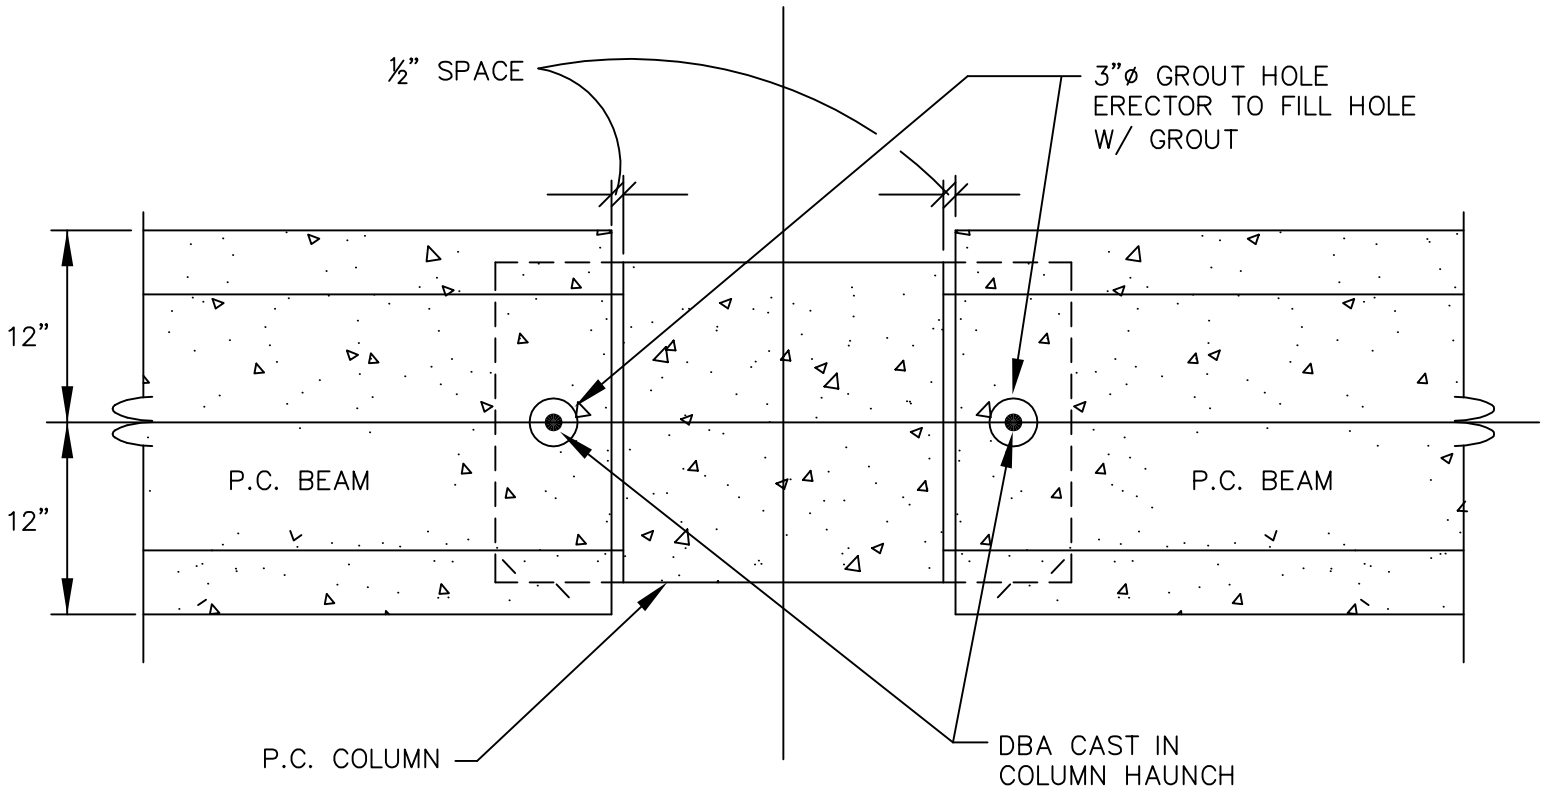 ½” SPACE
3”ø GROUT HOLE
ERECTOR TO FILL HOLE
W/ GROUT
12”
12”
P.C. BEAM
P.C. BEAM
P.C. COLUMN
DBA CAST IN
COLUMN HAUNCH